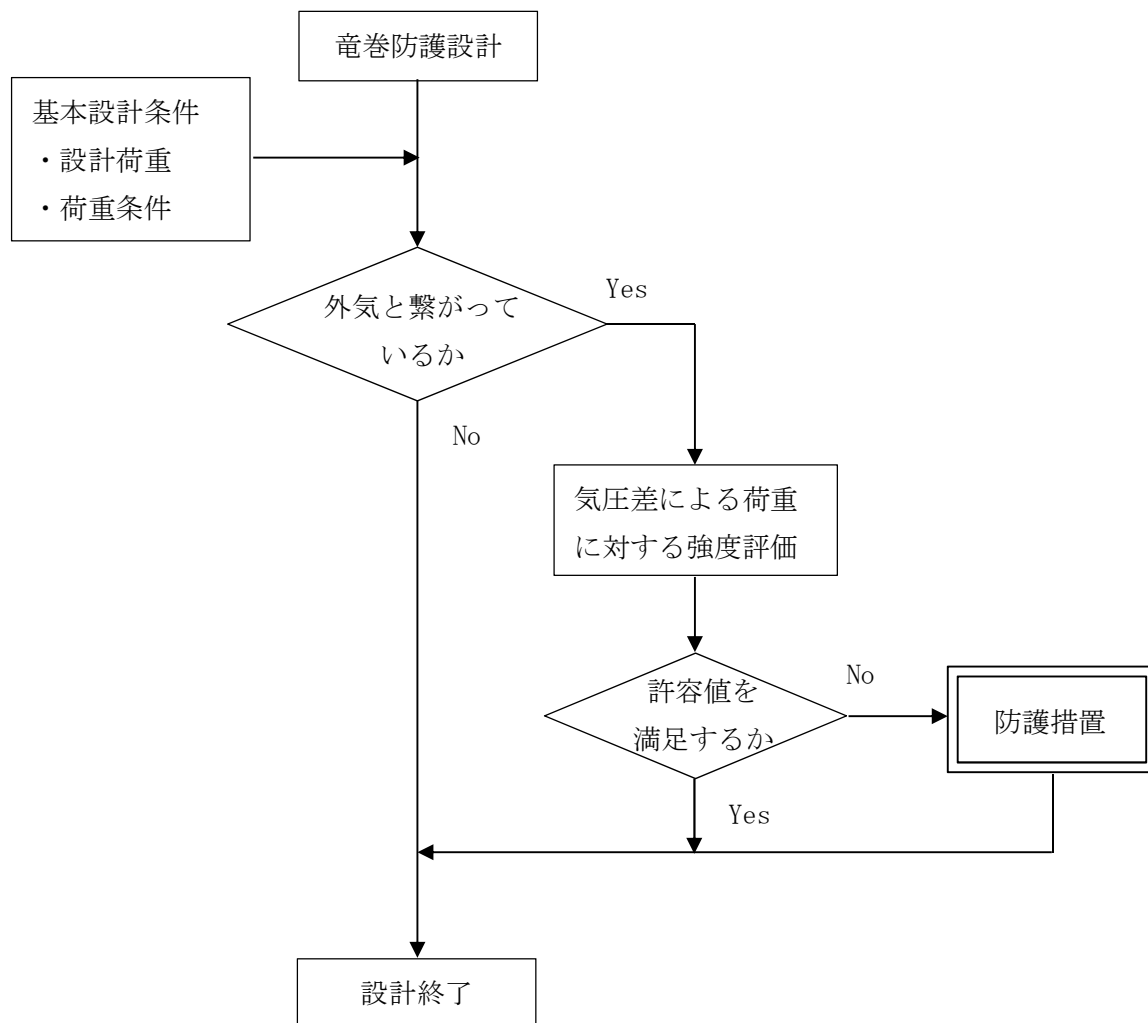 竜巻防護設計
基本設計条件
・設計荷重
・荷重条件
外気と繋がって
いるか
Yes
No
気圧差による荷重
に対する強度評価
許容値を
満足するか
No
防護措置
Yes
設計終了